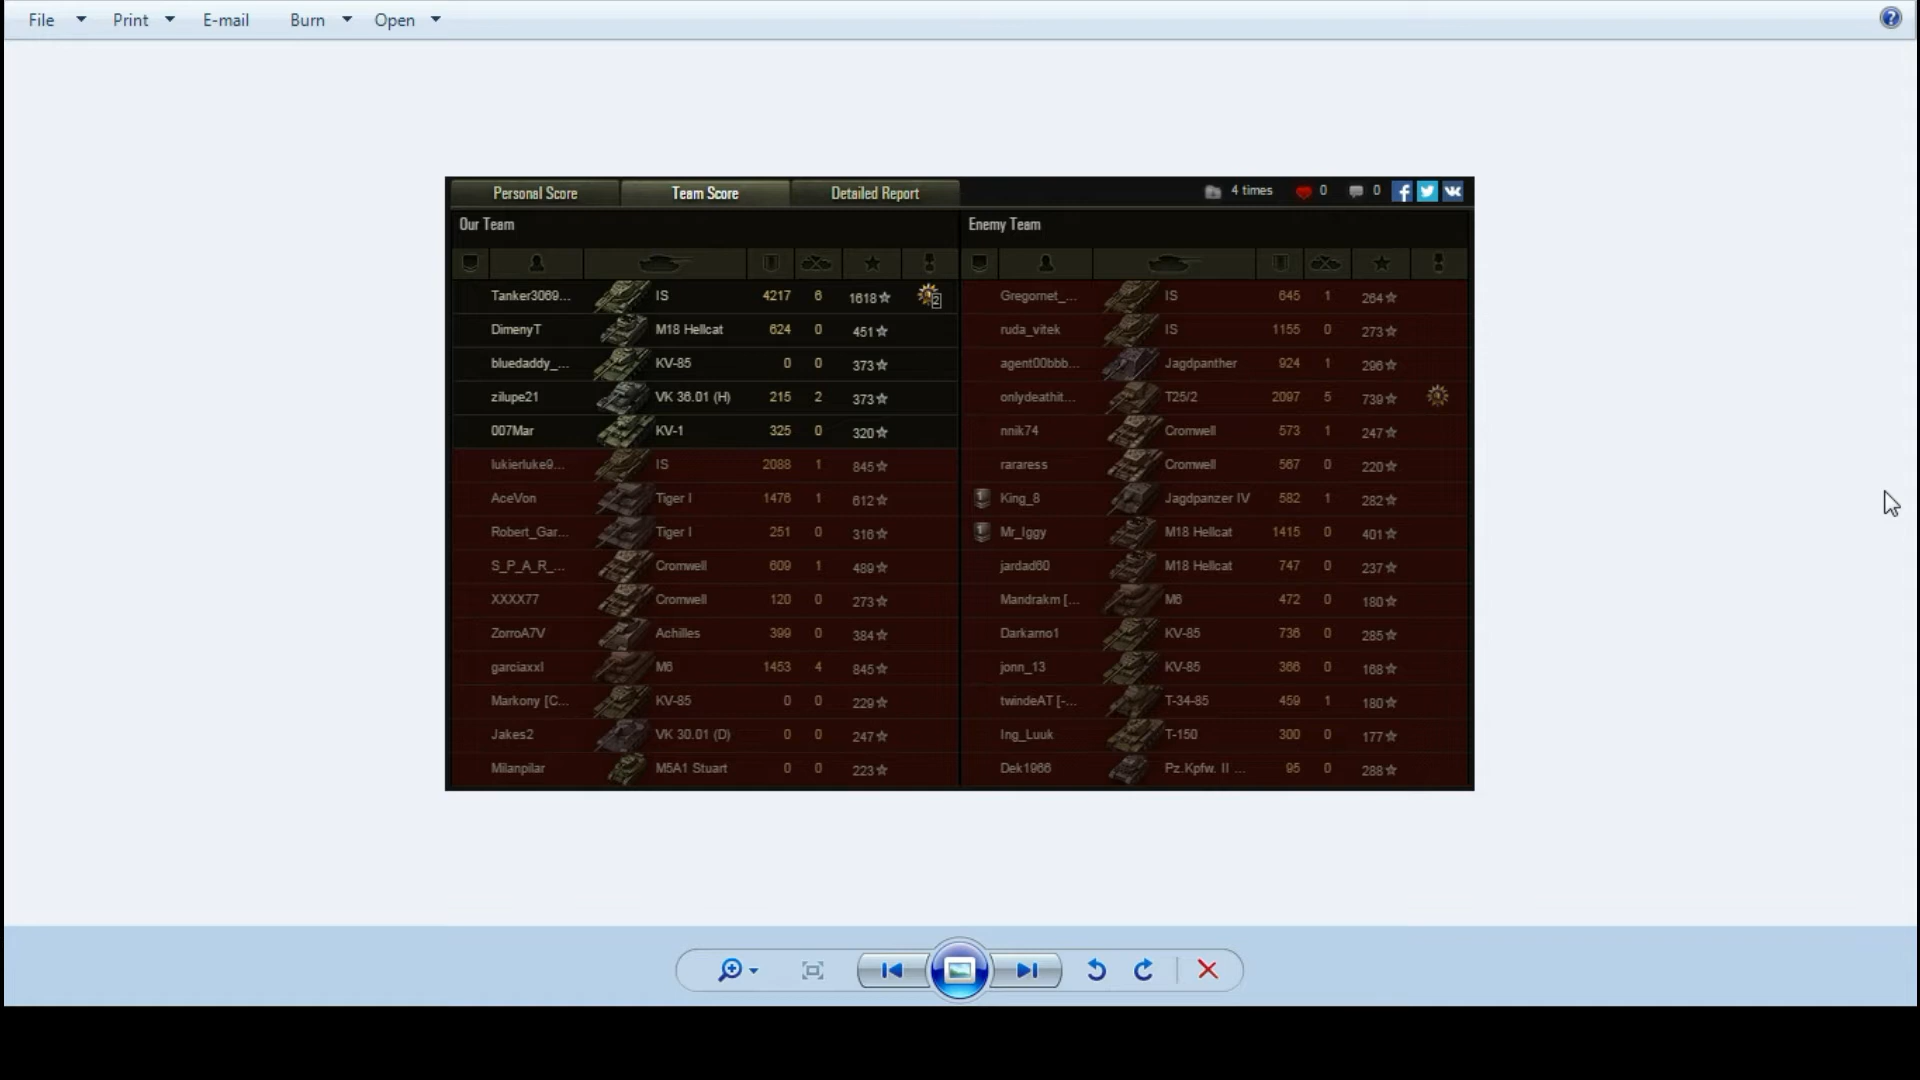 File Print E-mail Burn Open
Personal Score Team Score Detailed Report 4 times 0 0
Our Team Enemy Team
Tanker3069... IS 4217 6 1618 2 Gregornet_... IS 645 1 264
DimenyT M18 Hellcat 624 0 451 ruda_vitek IS 1155 0 273
bluedaddy_... KV-85 0 0 373 agent00bbb... Jagdpanther 924 1 296
zilupe21 VK 36.01 (H) 215 2 373 onlydeathit... T25/2 2097 5 739
007Mar KV-1 325 0 320 nnik74 Cromwell 573 1 247
lukierluke9... IS 2088 1 845 rararess Cromwell 567 0 220
AceVon Tiger I 1476 1 612 1 King_8 Jagdpanzer IV 582 1 282
Robert_Gar... Tiger I 251 0 316 1 Mr_Iggy M18 Hellcat 1415 0 401
S_P_A_R_... Cromwell 609 1 489 jardad60 M18 Hellcat 747 0 237
XXXX77 Cromwell 120 0 273 Mandrakm [... M6 472 0 180
ZorroA7V Achilles 399 0 384 Darkarno1 KV-85 736 0 285
garciaxxl M6 1453 4 845 jonn_13 KV-85 366 0 168
Markony [C... KV-85 0 0 229 twindeAT [-... T-34-85 459 1 180
Jakes2 VK 30.01 (D) 0 0 247 Ing_Luuk T-150 300 0 177
Milanpilar M5A1 Stuart 0 0 223 Dek1966 Pz.Kpfw. II ... 95 0 288